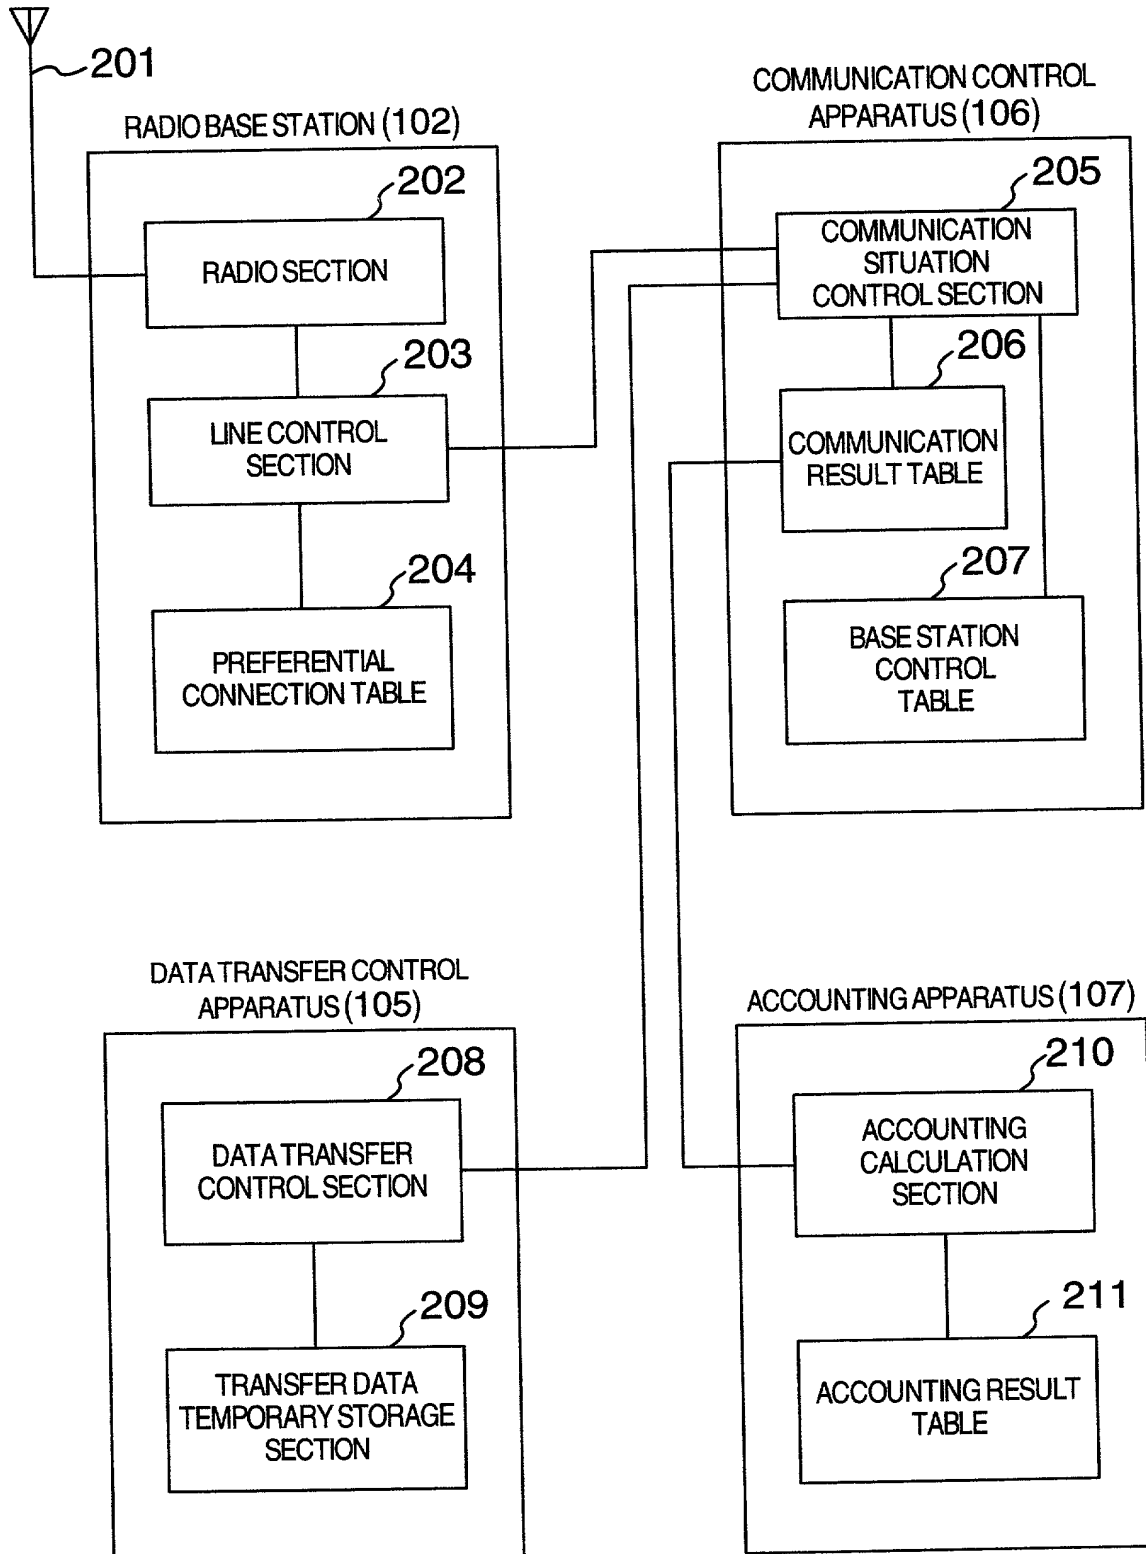 201
RADIO BASE STATION (102)
202
RADIO SECTION
203
LINE CONTROL
SECTION
204
PREFERENTIAL
CONNECTION TABLE
COMMUNICATION CONTROL
APPARATUS (106)
205
COMMUNICATION
SITUATION
CONTROL SECTION
206
COMMUNICATION
RESULT TABLE
207
BASE STATION
CONTROL
TABLE
DATA TRANSFER CONTROL
APPARATUS (105)
208
DATA TRANSFER
CONTROL SECTION
209
TRANSFER DATA
TEMPORARY STORAGE
SECTION
ACCOUNTING APPARATUS (107)
210
ACCOUNTING
CALCULATION
SECTION
211
ACCOUNTING RESULT
TABLE